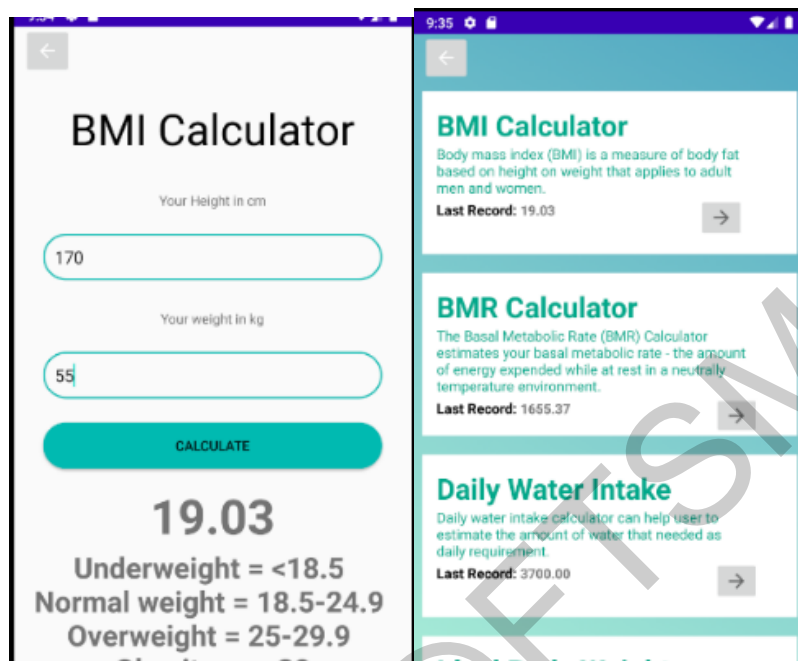 BMI Calculator
Your Height in cm
170
Your weight in kg
55
CALCULATE
19.03
Underweight = <18.5
Normal weight = 18.5-24.9
Overweight = 25-29.9
9:35
BMI Calculator
Body mass index (BMI) is a measure of body fat
based on height on weight that applies to adult
men and women.
Last Record: 19.03
BMR Calculator
The Basal Metabolic Rate (BMR) Calculator
estimates your basal metabolic rate - the amount
of energy expended while at rest in a neutrally
temperature environment.
Last Record: 1655.37
Daily Water Intake
Daily water intake calculator can help user to
estimate the amount of water that needed as
daily requirement.
Last Record: 3700.00